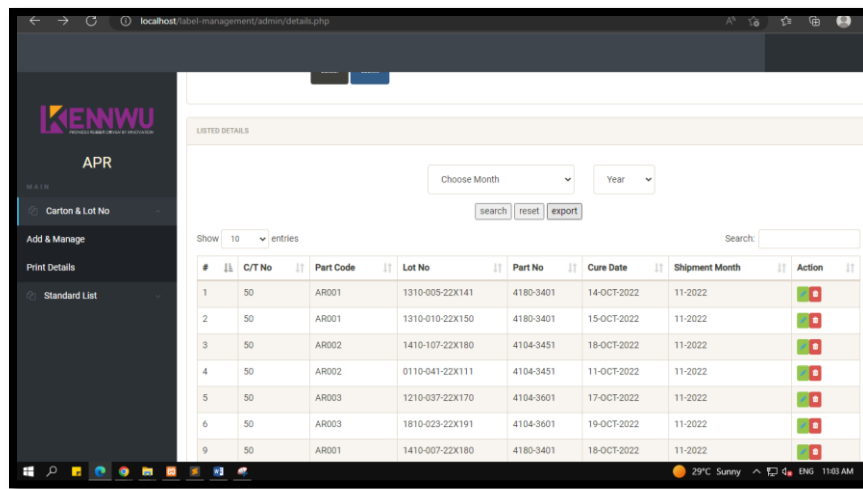 localhost/label-management/admin/details.php
KENNWU
LISTED DETAILS
APR
MAIN
Choose Month Year
search reset export
Carton & Lot No
Add & Manage
Show 10 entries Search:
Print Details
Standard List
# C/T No Part Code Lot No Part No Cure Date Shipment Month Action
1 50 AR001 1310-005-22X141 4180-3401 14-OCT-2022 11-2022
2 50 AR001 1310-010-22X150 4180-3401 15-OCT-2022 11-2022
3 50 AR002 1410-107-22X180 4104-3451 18-OCT-2022 11-2022
4 50 AR002 0110-041-22X111 4104-3451 11-OCT-2022 11-2022
5 50 AR003 1210-037-22X170 4104-3601 17-OCT-2022 11-2022
6 50 AR003 1810-023-22X191 4104-3601 19-OCT-2022 11-2022
9 50 AR001 1410-007-22X180 4180-3401 18-OCT-2022 11-2022
29°C Sunny ENG 11:03 AM